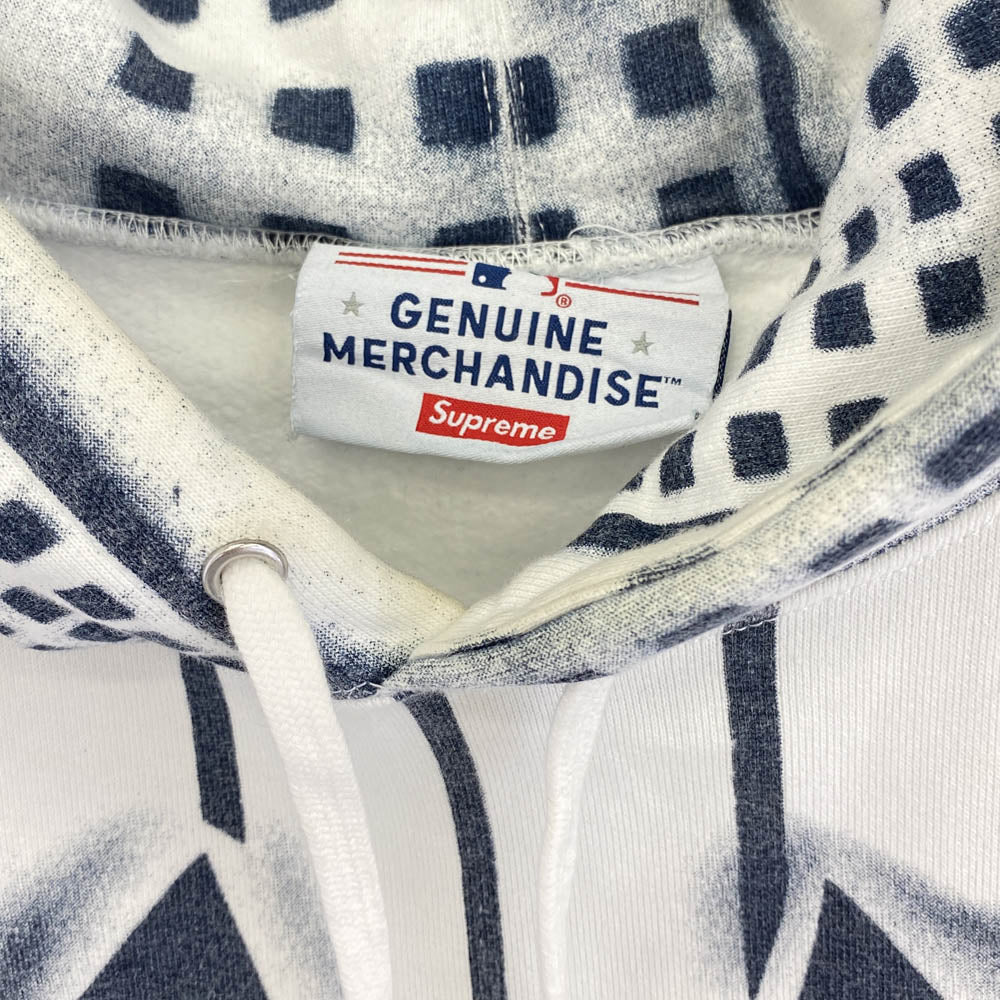 ®
GENUINE
MERCHANDISE™
Supreme